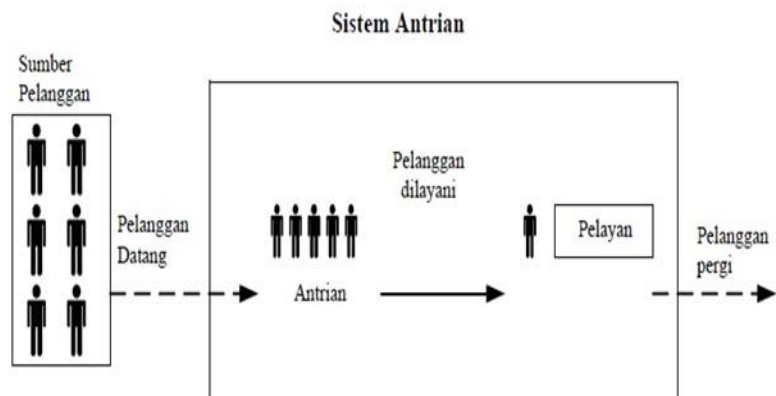 Sistem Antrian
Sumber
Pelanggan
Pelanggan
Datang
Antrian
Pelanggan
dilayani
Pelayan
Pelanggan
pergi